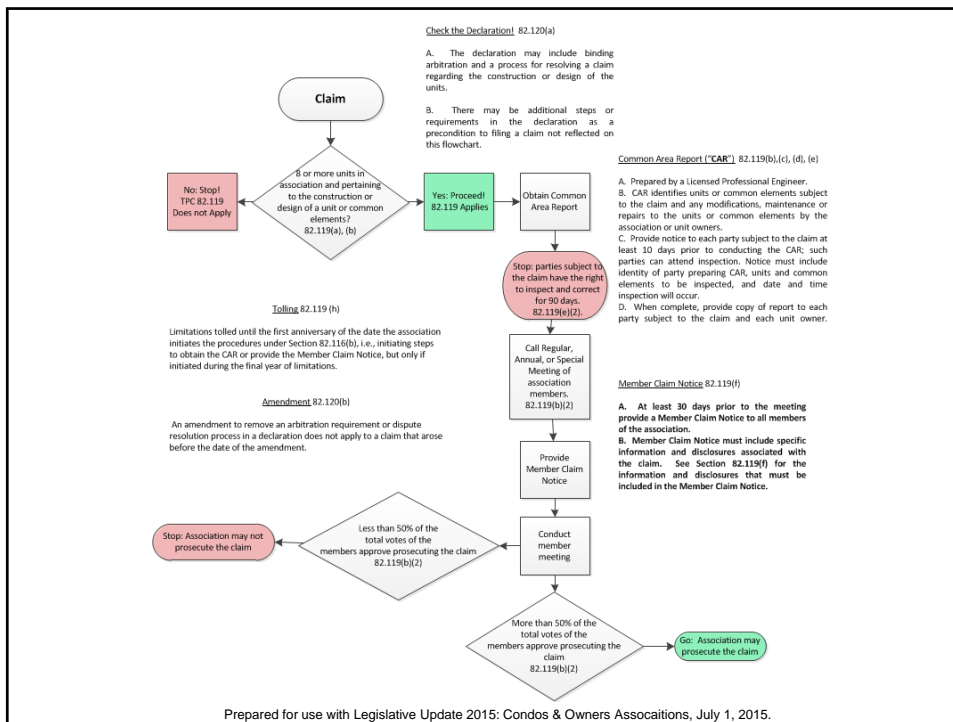 Check the Declaration! 82.120(a)
A. The declaration may include binding
arbitration and a process for resolving a claim
regarding the construction or design of the
units.
B. There may be additional steps or
requirements in the declaration as a
precondition to filing a claim not reflected on
this flowchart.
Claim
8 or more units in
association and pertaining
to the construction or
design of a unit or common
elements?
82.119(a), (b)
No: Stop!
TPC 82.119
Does not Apply
Yes: Proceed!
82.119 Applies
Obtain Common
Area Report
Common Area Report ("CAR") 82.119(b),(c), (d), (e)
A. Prepared by a Licensed Professional Engineer.
B. CAR identifies units or common elements subject
to the claim and any modifications, maintenance or
repairs to the units or common elements by the
association or unit owners.
C. Provide notice to each party subject to the claim at
least 10 days prior to conducting the CAR; such
parties can attend inspection. Notice must include
identity of party preparing CAR, units and common
elements to be inspected, and date and time
inspection will occur.
D. When complete, provide copy of report to each
party subject to the claim and each unit owner.
Stop: parties subject to
the claim have the right
to inspect and correct
for 90 days.
82.119(e)(2).
Tolling 82.119 (h)
Limitations tolled until the first anniversary of the date the association
initiates the procedures under Section 82.116(b), i.e., initiating steps
to obtain the CAR or provide the Member Claim Notice, but only if
initiated during the final year of limitations.
Call Regular,
Annual, or Special
Meeting of
association
members.
82.119(b)(2)
Amendment 82.120(b)
An amendment to remove an arbitration requirement or dispute
resolution process in a declaration does not apply to a claim that arose
before the date of the amendment.
Member Claim Notice 82.119(f)
A. At least 30 days prior to the meeting
provide a Member Claim Notice to all members
of the association.
B. Member Claim Notice must include specific
information and disclosures associated with
the claim. See Section 82.119(f) for the
information and disclosures that must be
included in the Member Claim Notice.
Provide
Member Claim
Notice
Conduct
member
meeting
Less than 50% of the
total votes of the
members approve prosecuting the claim
82.119(b)(2)
Stop: Association may not
prosecute the claim
More than 50% of the
total votes of the
members approve prosecuting the
claim
82.119(b)(2)
Go: Association may
prosecute the claim
Prepared for use with Legislative Update 2015: Condos & Owners Assocaitions, July 1, 2015.